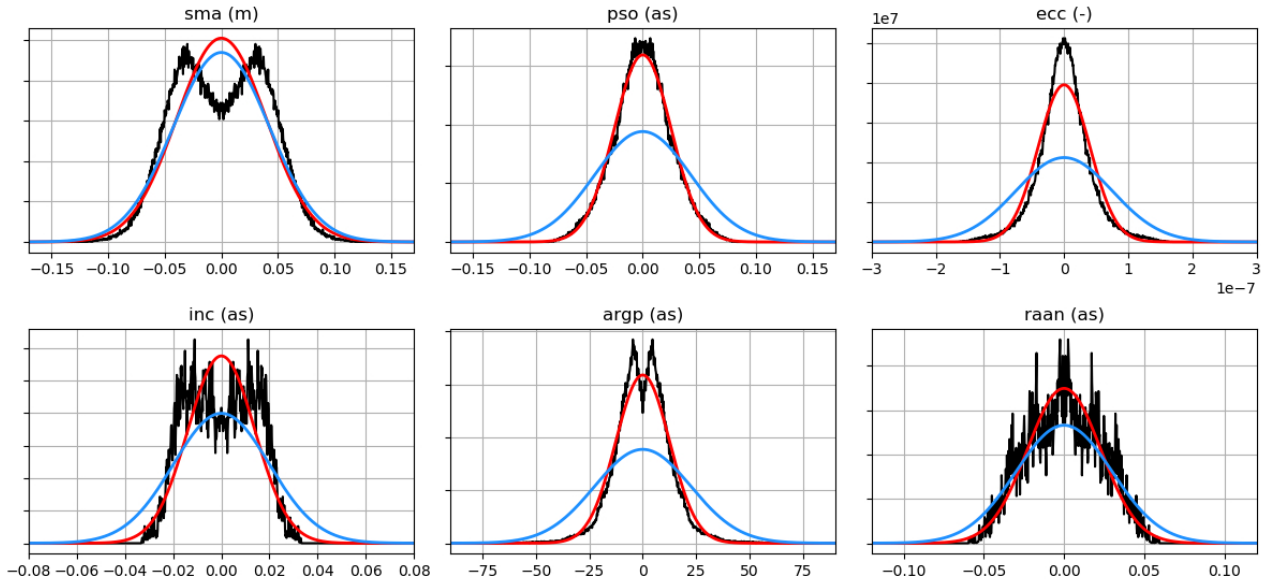 sma (m)
pso (as)
ecc (-)
1e7
−0.15 −0.10 −0.05 0.00 0.05 0.10 0.15
−0.15 −0.10 −0.05 0.00 0.05 0.10 0.15
−3 −2 −1 0 1 2 3
1e−7
inc (as)
argp (as)
raan (as)
−0.08 −0.06 −0.04 −0.02 0.00 0.02 0.04 0.06 0.08
−75 −50 −25 0 25 50 75
−0.10 −0.05 0.00 0.05 0.10